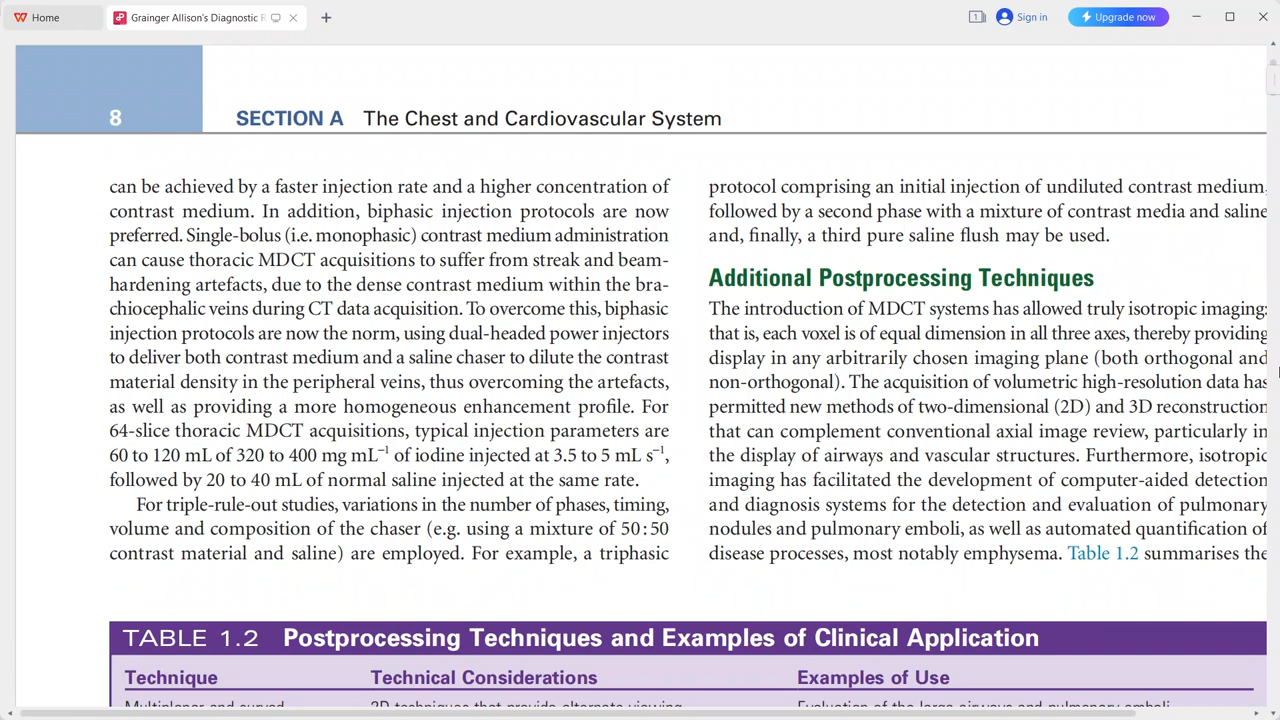 Home
Grainger Allison's Diagnostic R
1
Sign in
Upgrade now
8
SECTION A The Chest and Cardiovascular System
can be achieved by a faster injection rate and a higher concentration of
contrast medium. In addition, biphasic injection protocols are now
preferred. Single-bolus (i.e. monophasic) contrast medium administration
can cause thoracic MDCT acquisitions to suffer from streak and beam-
hardening artefacts, due to the dense contrast medium within the bra-
chiocephalic veins during CT data acquisition. To overcome this, biphasic
injection protocols are now the norm, using dual-headed power injectors
to deliver both contrast medium and a saline chaser to dilute the contrast
material density in the peripheral veins, thus overcoming the artefacts,
as well as providing a more homogeneous enhancement profile. For
64-slice thoracic MDCT acquisitions, typical injection parameters are
60 to 120 mL of 320 to 400 mg mL⁻¹ of iodine injected at 3.5 to 5 mL s⁻¹,
followed by 20 to 40 mL of normal saline injected at the same rate.
For triple-rule-out studies, variations in the number of phases, timing,
volume and composition of the chaser (e.g. using a mixture of 50:50
contrast material and saline) are employed. For example, a triphasic
protocol comprising an initial injection of undiluted contrast medium,
followed by a second phase with a mixture of contrast media and saline
and, finally, a third pure saline flush may be used.
Additional Postprocessing Techniques
The introduction of MDCT systems has allowed truly isotropic imaging:
that is, each voxel is of equal dimension in all three axes, thereby providing
display in any arbitrarily chosen imaging plane (both orthogonal and
non-orthogonal). The acquisition of volumetric high-resolution data has
permitted new methods of two-dimensional (2D) and 3D reconstruction
that can complement conventional axial image review, particularly in
the display of airways and vascular structures. Furthermore, isotropic
imaging has facilitated the development of computer-aided detection
and diagnosis systems for the detection and evaluation of pulmonary
nodules and pulmonary emboli, as well as automated quantification of
disease processes, most notably emphysema. Table 1.2 summarises the
TABLE 1.2 Postprocessing Techniques and Examples of Clinical Application
Technique Technical Considerations Examples of Use
Multiplanar and curved 2D techniques that provide alternate viewing Evaluation of the large airways and pulmonary emboli